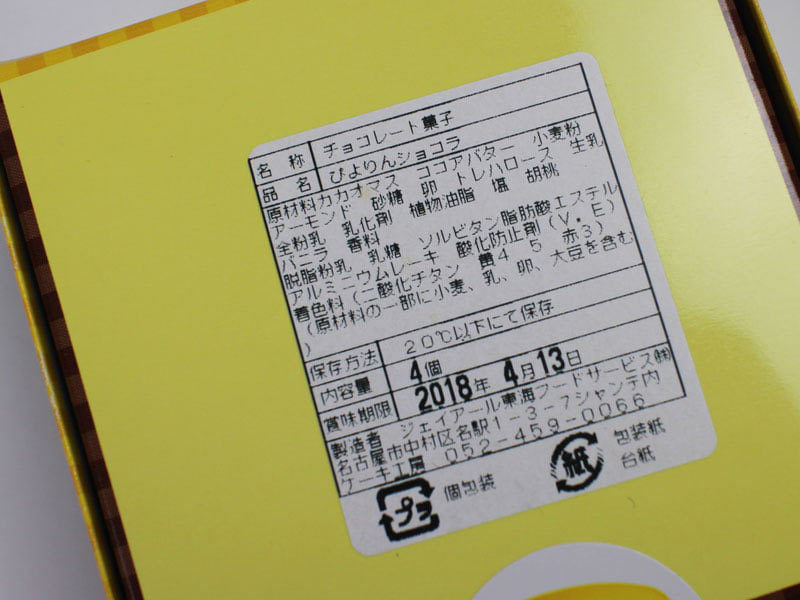 名称 チョコレート菓子
品名 ぴよりんショコラ
原材料カカオマス ココアバター 小麦粉
アーモンド 砂糖 卵 トレハロース 生乳
全粉乳 乳化剤 植物油脂 塩 胡桃
バニラ 香料
脱脂粉乳 乳糖 ソルビタン脂肪酸エステル
アルミニウムレーキ 酸化防止剤(V.E)
着色料(二酸化チタン 黄4 5 赤3)
(原材料の一部に小麦、乳、卵、大豆を含む
)
保存方法 20℃以下にて保存
内容量 4個
賞味期限 2018年 4月13日
製造者 ジェイアール東海フードサービス㈱
名古屋市中村区名駅1-3-7シャンテ内
ケーキ工房 052-459-0066
プラ 個包装
紙 包装紙
台紙